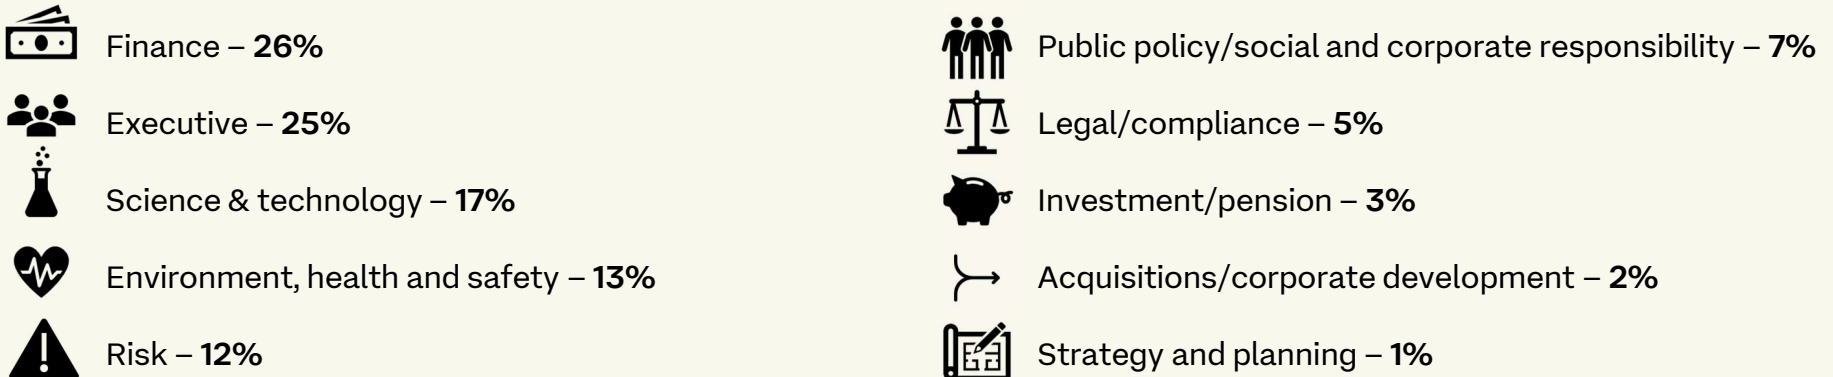 Finance – 26%
Executive – 25%
Science & technology – 17%
Environment, health and safety – 13%
Risk – 12%
Public policy/social and corporate responsibility – 7%
Legal/compliance – 5%
Investment/pension – 3%
Acquisitions/corporate development – 2%
Strategy and planning – 1%